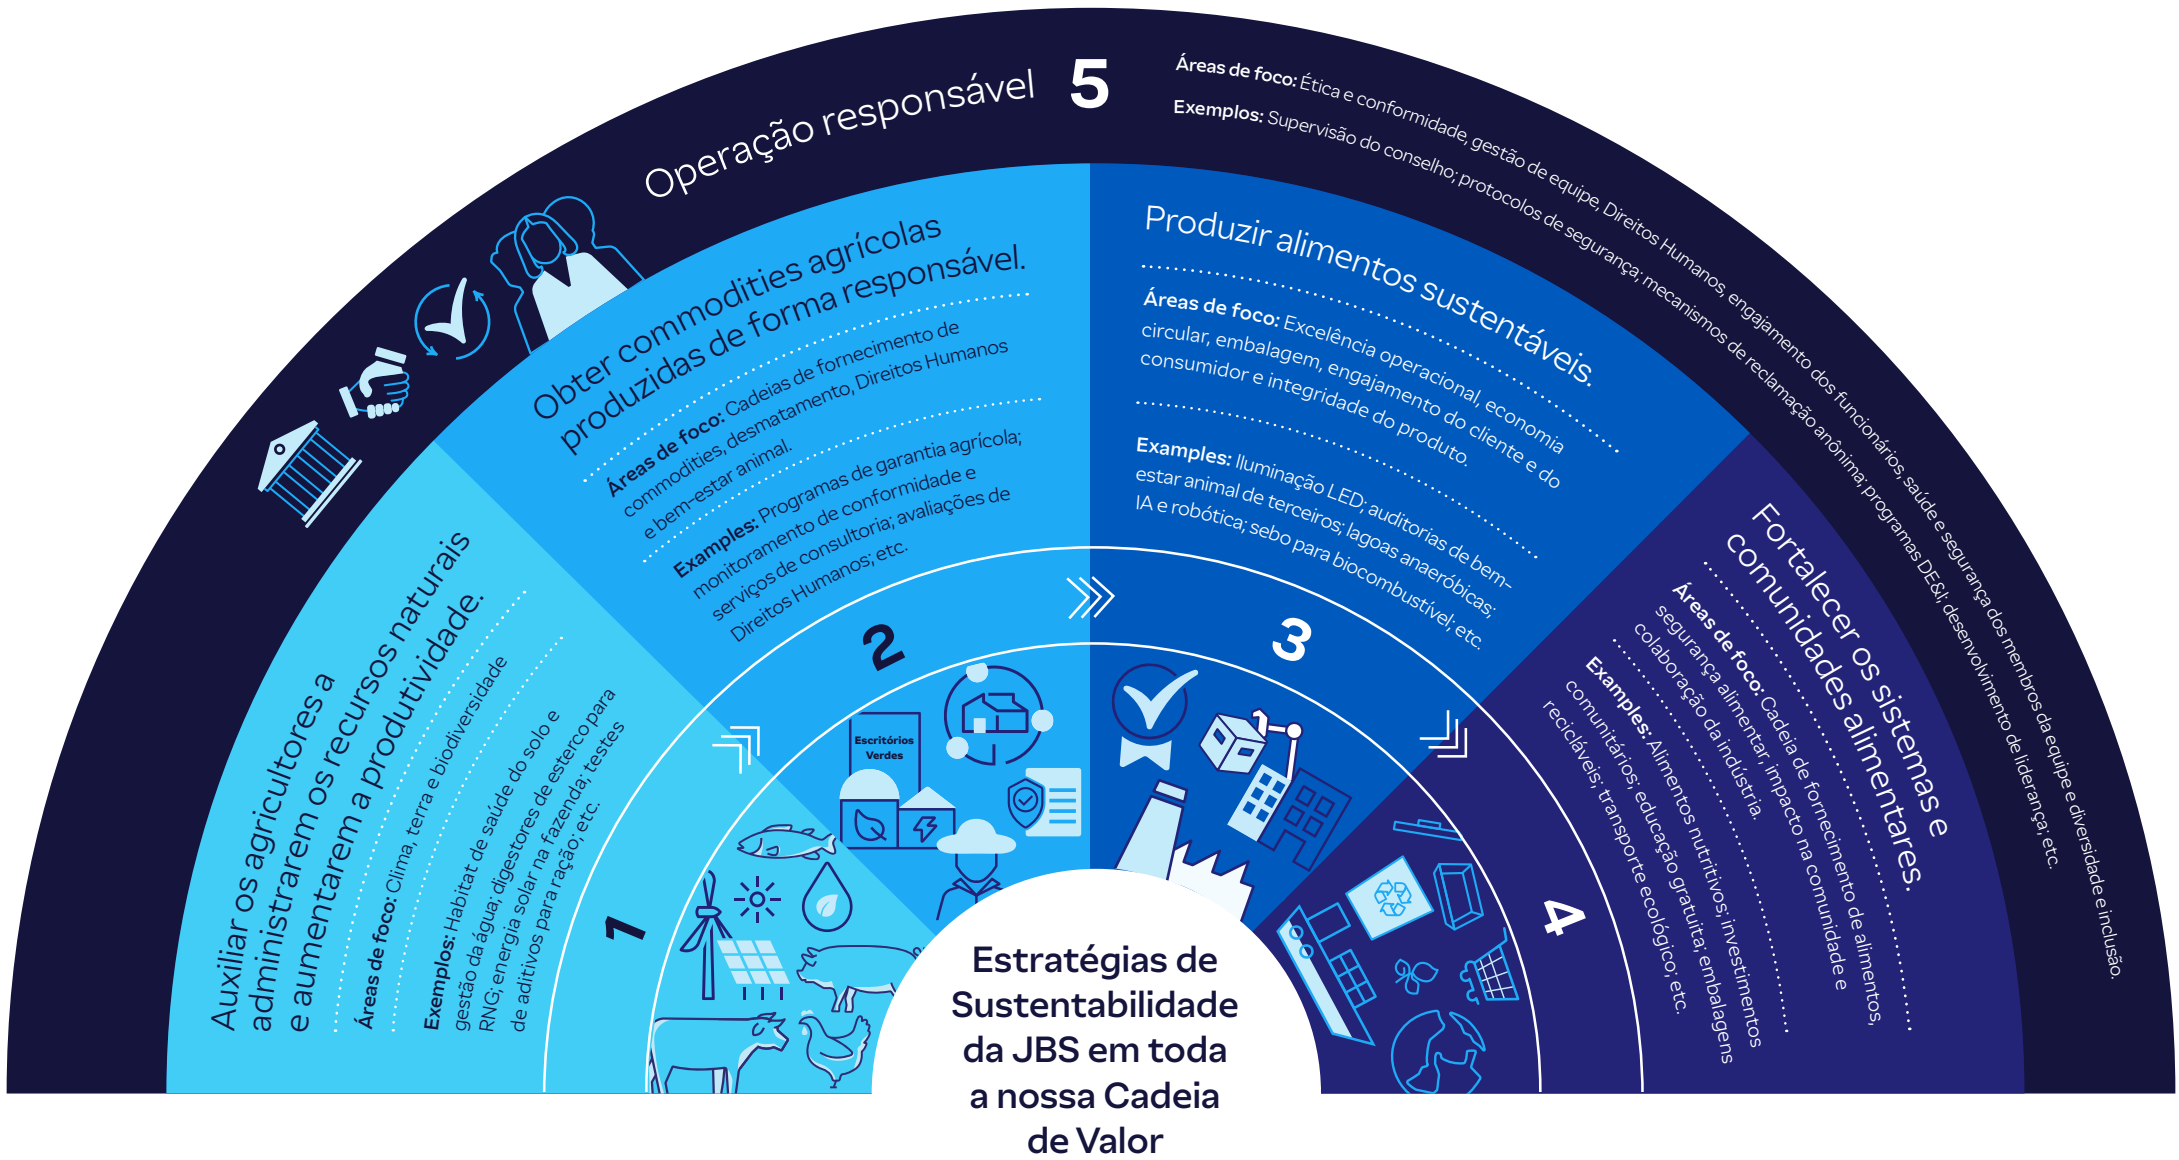 Operação responsável
5
Áreas de foco: Ética e conformidade, gestão de equipe, Direitos Humanos, engajamento dos funcionários, saúde e segurança dos membros da equipe e diversidade e inclusão.
Exemplos: Supervisão do conselho; protocolos de segurança; mecanismos de reclamação anônima; programas DE&I; desenvolvimento de liderança; etc.
Auxiliar os agricultores a
administrarem os recursos naturais
e aumentarem a produtividade.
Áreas de foco: Clima, terra e biodiversidade
Exemplos: Habitat de saúde do solo e
gestão da água; digestores de esterco para
RNG; energia solar na fazenda; testes
de aditivos para ração; etc.
1
Obter commodities agrícolas
produzidas de forma responsável.
Áreas de foco: Cadeias de fornecimento de
commodities, desmatamento, Direitos Humanos
e bem-estar animal.
Examples: Programas de garantia agrícola;
monitoramento de conformidade e
serviços de consultoria; avaliações de
Direitos Humanos; etc.
2
Escritórios
Verdes
Produzir alimentos sustentáveis.
Áreas de foco: Excelência operacional, economia
circular, embalagem, engajamento do cliente e do
consumidor e integridade do produto.
Examples: Iluminação LED; auditorias de bem-
estar animal de terceiros; lagoas anaeróbicas;
IA e robótica; sebo para biocombustível; etc.
3
Fortalecer os sistemas e
comunidades alimentares.
Áreas de foco: Cadeia de fornecimento de alimentos,
segurança alimentar, impacto na comunidade e
colaboração da indústria.
Examples: Alimentos nutritivos; investimentos
comunitários; educação gratuita; embalagens
recicláveis; transporte ecológico; etc.
4
Estratégias de
Sustentabilidade
da JBS em toda
a nossa Cadeia
de Valor